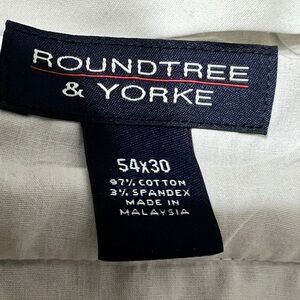 ROUNDTREE
& YORKE
54X30
97% COTTON
3% SPANDEX
MADE IN
MALAYSIA